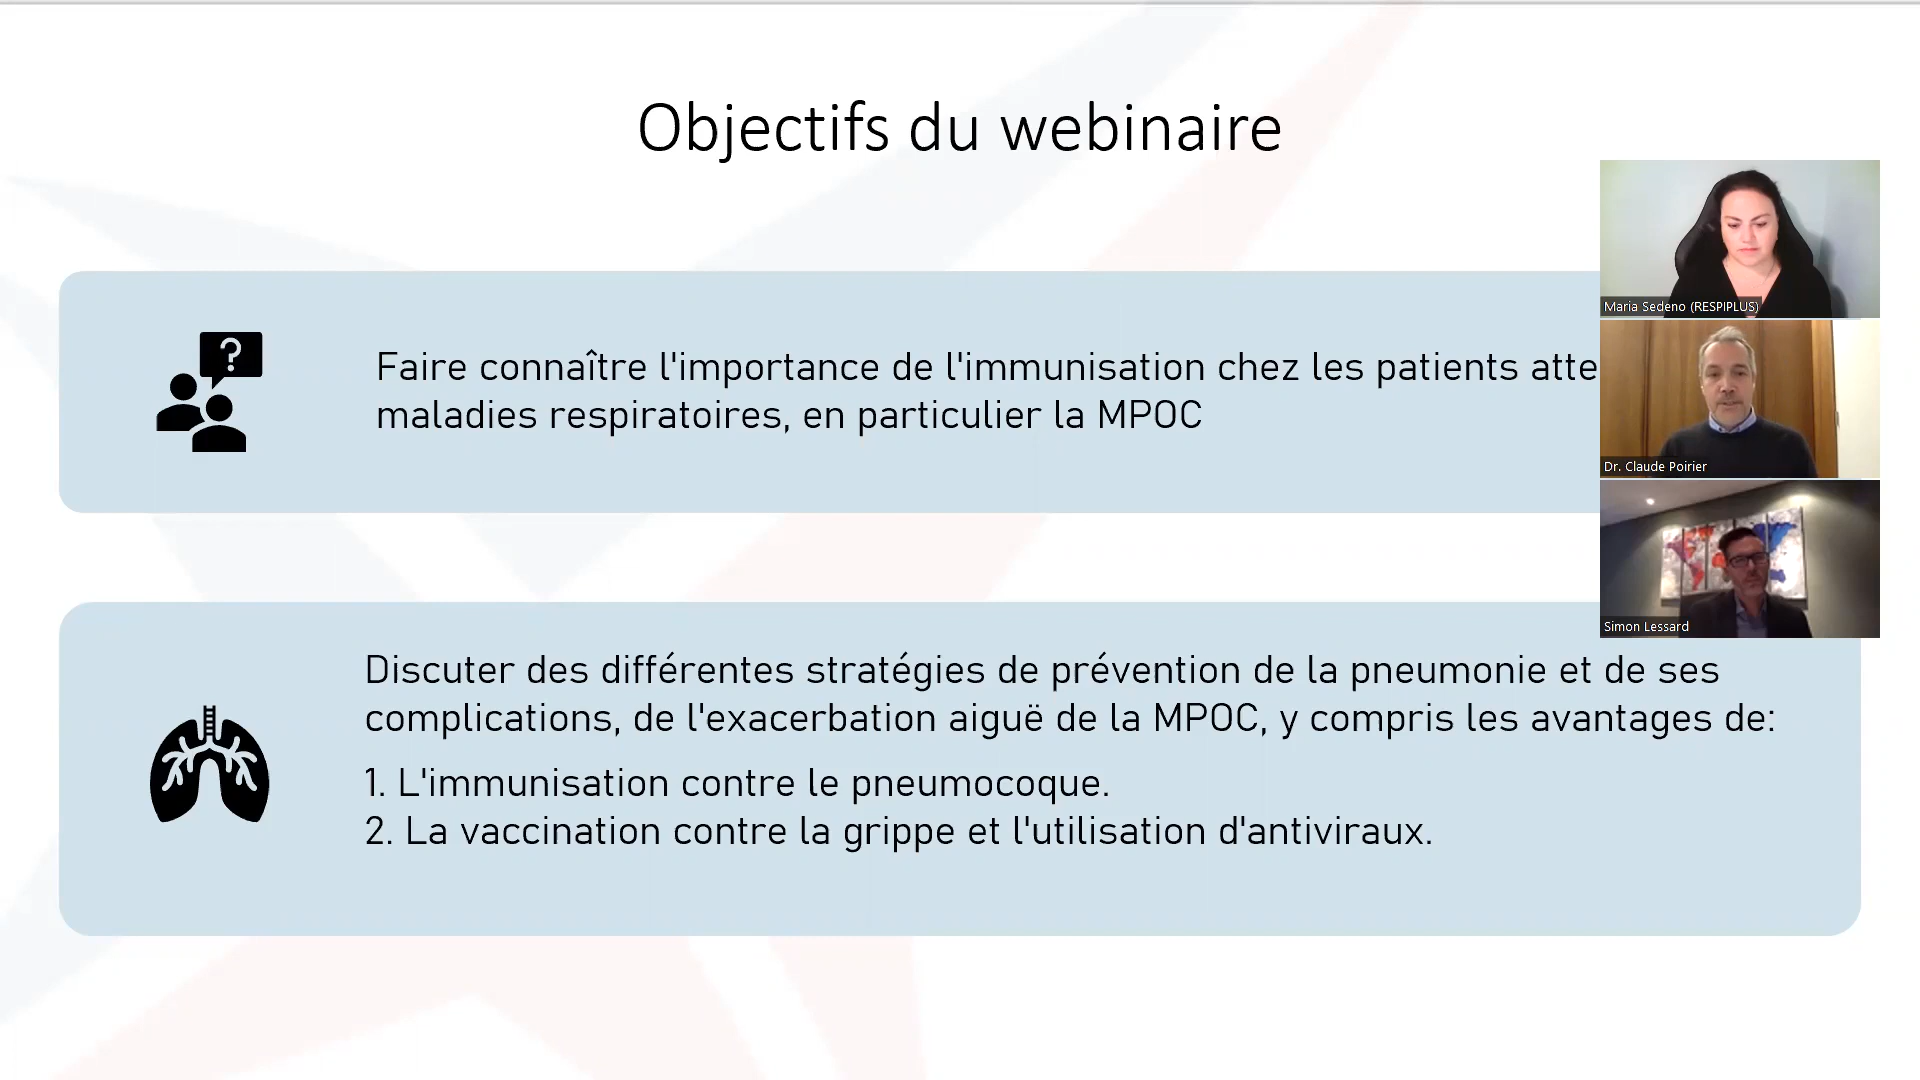 Objectifs du webinaire
?
Faire connaître l'importance de l'immunisation chez les patients atte
maladies respiratoires, en particulier la MPOC
Discuter des différentes stratégies de prévention de la pneumonie et de ses
complications, de l'exacerbation aiguë de la MPOC, y compris les avantages de:
1. L'immunisation contre le pneumocoque.
2. La vaccination contre la grippe et l'utilisation d'antiviraux.
Maria Sedeno (RESPIPLUS)
Dr. Claude Poirier
Simon Lessard